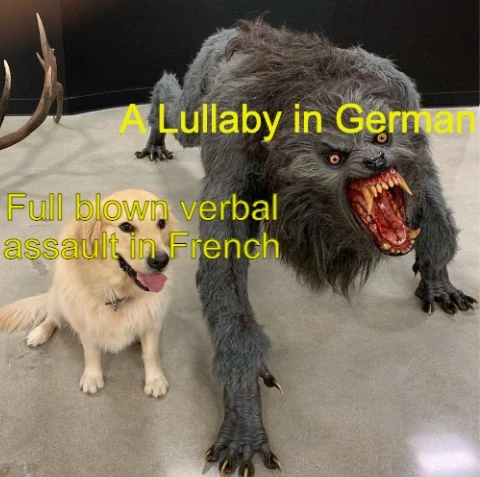 A Lullaby in German
Full blown verbal
assault in French